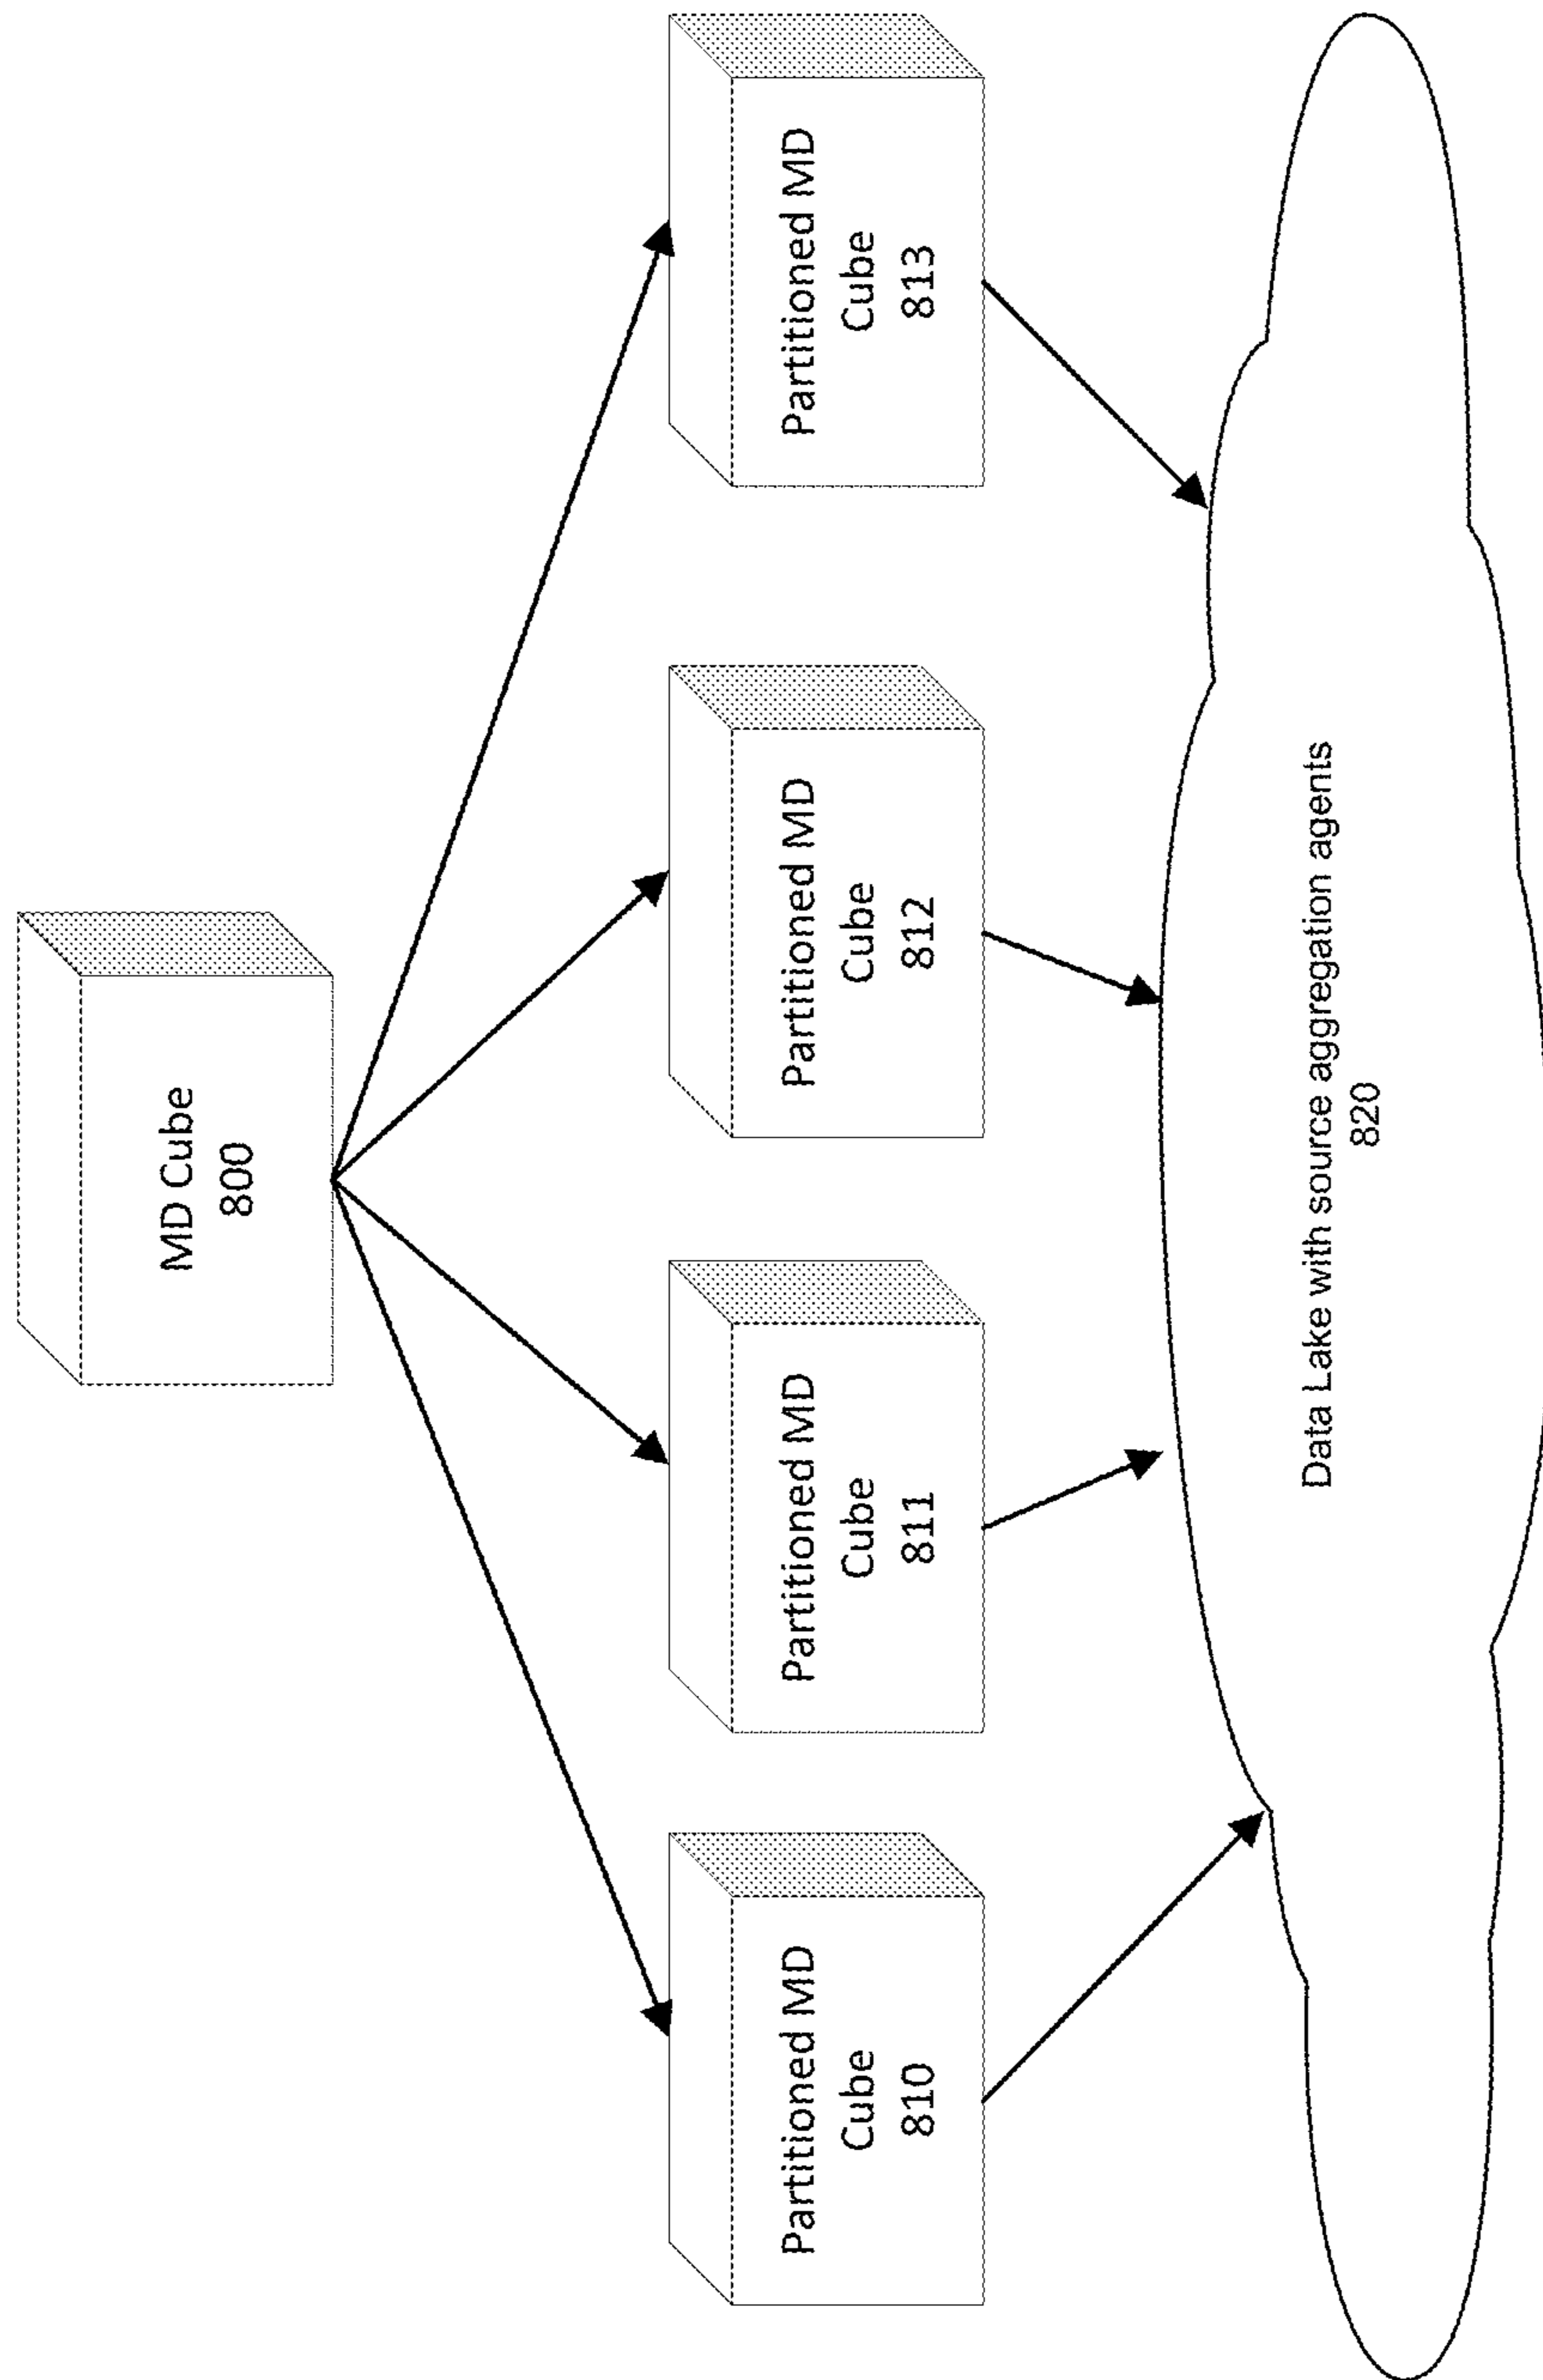 MD Cube
800
Partitioned MD
Cube
810
Partitioned MD
Cube
811
Partitioned MD
Cube
812
Partitioned MD
Cube
813
Data Lake with source aggregation agents
820